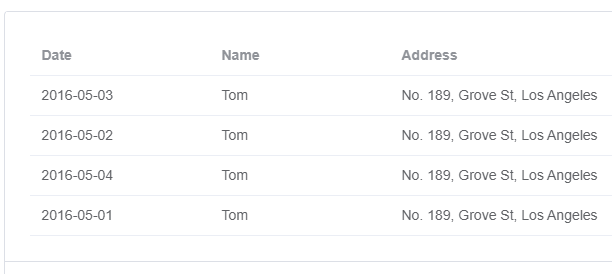 Date Name Address
2016-05-03 Tom No. 189, Grove St, Los Angeles
2016-05-02 Tom No. 189, Grove St, Los Angeles
2016-05-04 Tom No. 189, Grove St, Los Angeles
2016-05-01 Tom No. 189, Grove St, Los Angeles